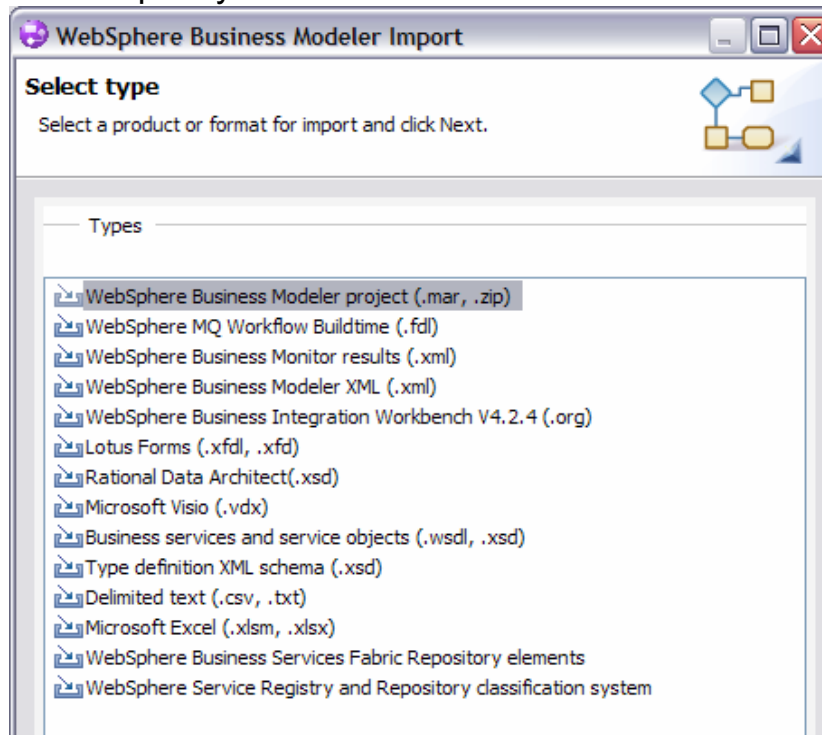 WebSphere Business Modeler Import
Select type
Select a product or format for import and click Next.
Types
WebSphere Business Modeler project (.mar, .zip)
WebSphere MQ Workflow Buildtime (.fdl)
WebSphere Business Monitor results (.xml)
WebSphere Business Modeler XML (.xml)
WebSphere Business Integration Workbench V4.2.4 (.org)
Lotus Forms (.xfdl, .xfd)
Rational Data Architect(.xsd)
Microsoft Visio (.vdx)
Business services and service objects (.wsdl, .xsd)
Type definition XML schema (.xsd)
Delimited text (.csv, .txt)
Microsoft Excel (.xlsm, .xlsx)
WebSphere Business Services Fabric Repository elements
WebSphere Service Registry and Repository classification system